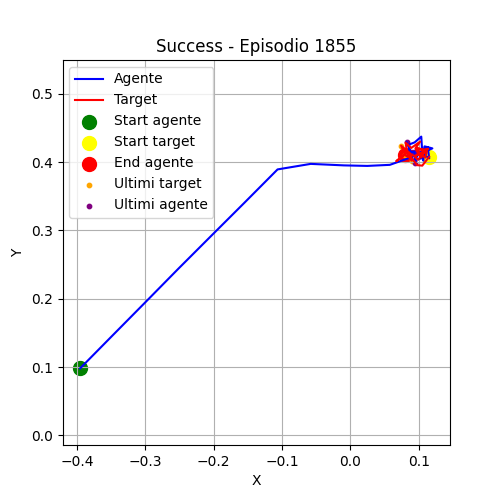 Success - Episodio 1855
Agente
Target
Start agente
Start target
End agente
Ultimi target
Ultimi agente
0.5
0.4
0.3
0.2
0.1
0.0
Y
−0.4
−0.3
−0.2
−0.1
0.0
0.1
X